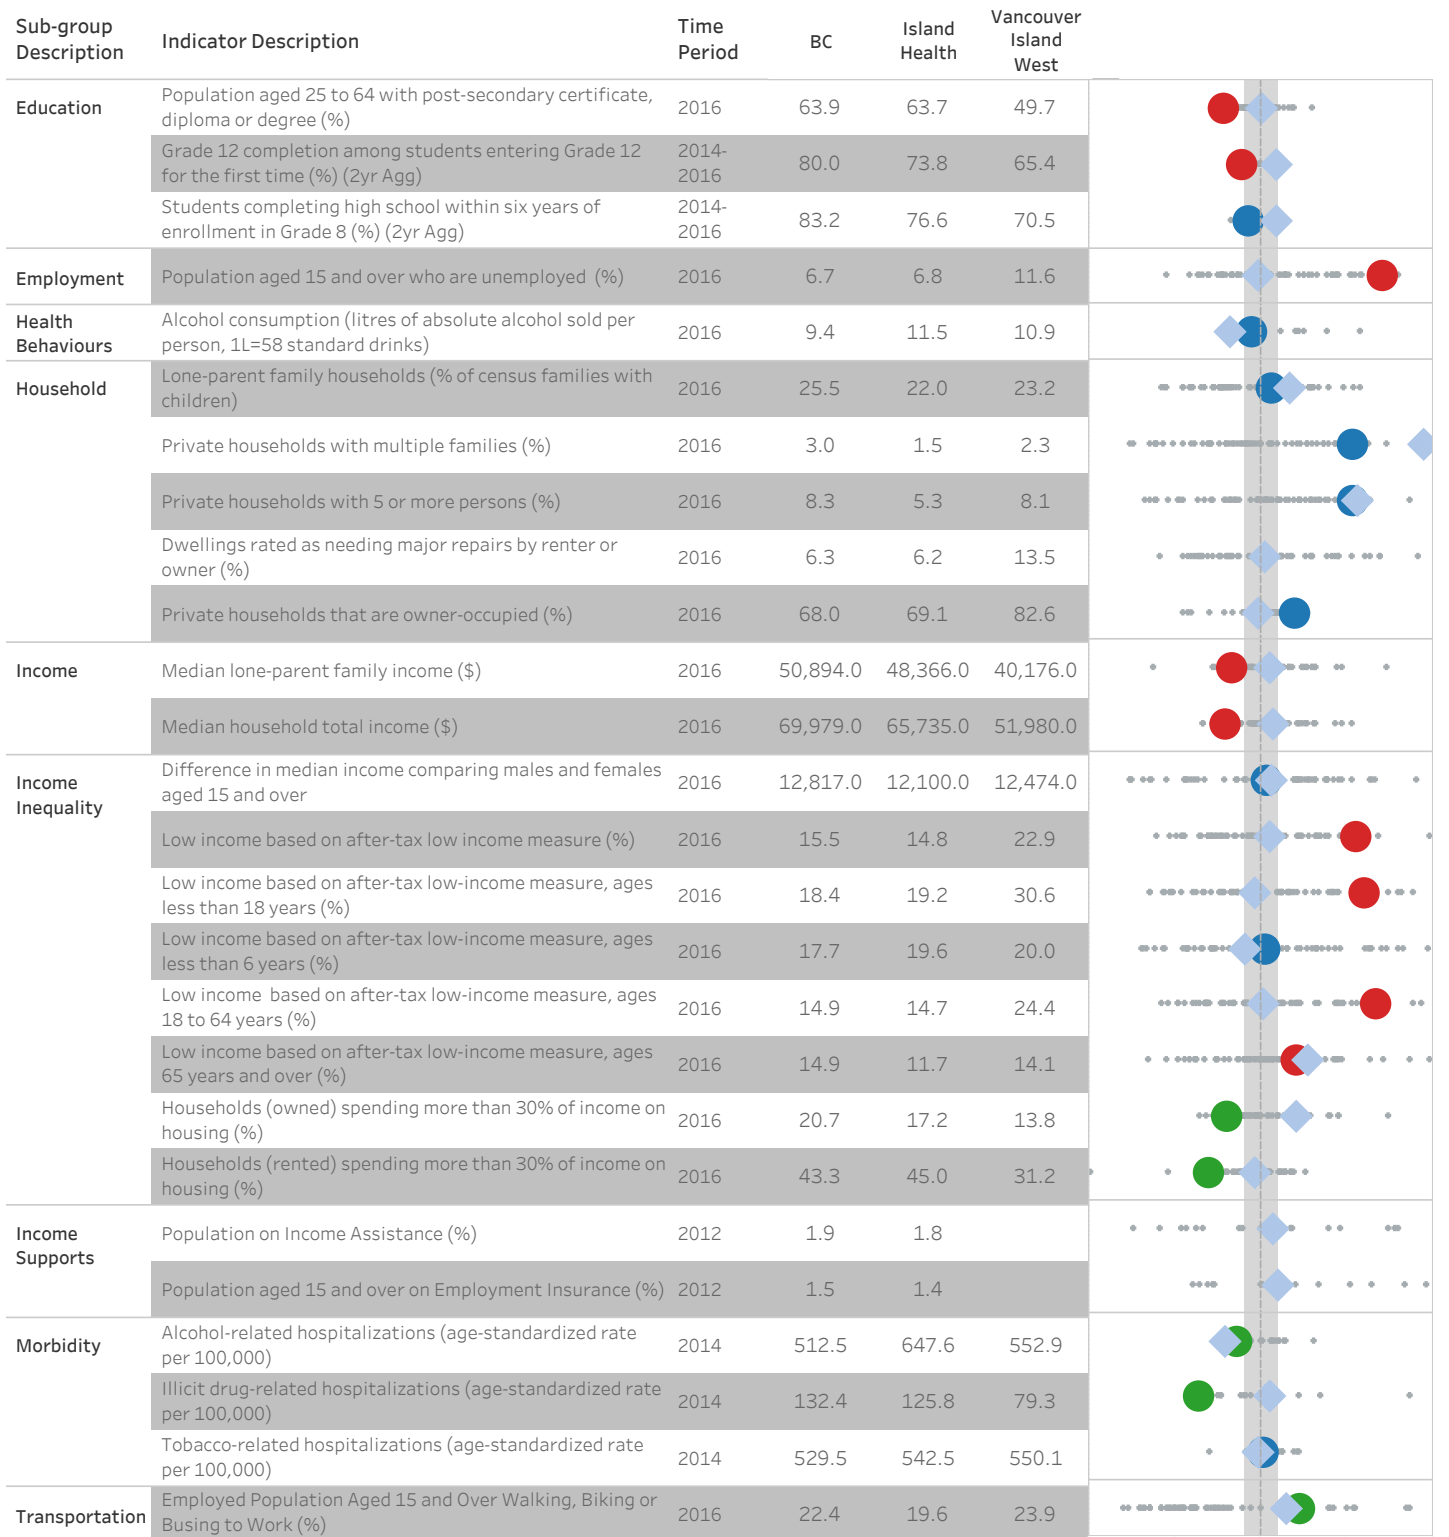 Sub-group Description
Indicator Description
Time Period
BC
Island Health
Vancouver Island West
Education
Population aged 25 to 64 with post-secondary certificate,
diploma or degree (%)
2016
63.9
63.7
49.7
Grade 12 completion among students entering Grade 12
for the first time (%) (2yr Agg)
2014-
2016
80.0
73.8
65.4
Students completing high school within six years of
enrollment in Grade 8 (%) (2yr Agg)
2014-
2016
83.2
76.6
70.5
Employment
Population aged 15 and over who are unemployed (%)
2016
6.7
6.8
11.6
Health
Behaviours
Alcohol consumption (litres of absolute alcohol sold per
person, 1L=58 standard drinks)
2016
9.4
11.5
10.9
Household
Lone-parent family households (% of census families with
children)
2016
25.5
22.0
23.2
Private households with multiple families (%)
2016
3.0
1.5
2.3
Private households with 5 or more persons (%)
2016
8.3
5.3
8.1
Dwellings rated as needing major repairs by renter or
owner (%)
2016
6.3
6.2
13.5
Private households that are owner-occupied (%)
2016
68.0
69.1
82.6
Income
Median lone-parent family income ($)
2016
50,894.0
48,366.0
40,176.0
Median household total income ($)
2016
69,979.0
65,735.0
51,980.0
Income
Inequality
Difference in median income comparing males and females
aged 15 and over
2016
12,817.0
12,100.0
12,474.0
Low income based on after-tax low income measure (%)
2016
15.5
14.8
22.9
Low income based on after-tax low-income measure, ages
less than 18 years (%)
2016
18.4
19.2
30.6
Low income based on after-tax low-income measure, ages
less than 6 years (%)
2016
17.7
19.6
20.0
Low income based on after-tax low-income measure, ages
18 to 64 years (%)
2016
14.9
14.7
24.4
Low income based on after-tax low-income measure, ages
65 years and over (%)
2016
14.9
11.7
14.1
Households (owned) spending more than 30% of income on
housing (%)
2016
20.7
17.2
13.8
Households (rented) spending more than 30% of income on
housing (%)
2016
43.3
45.0
31.2
Income
Supports
Population on Income Assistance (%)
2012
1.9
1.8
Population aged 15 and over on Employment Insurance (%)
2012
1.5
1.4
Morbidity
Alcohol-related hospitalizations (age-standardized rate
per 100,000)
2014
512.5
647.6
552.9
Illicit drug-related hospitalizations (age-standardized rate
per 100,000)
2014
132.4
125.8
79.3
Tobacco-related hospitalizations (age-standardized rate
per 100,000)
2014
529.5
542.5
550.1
Transportation
Employed Population Aged 15 and Over Walking, Biking or
Busing to Work (%)
2016
22.4
19.6
23.9